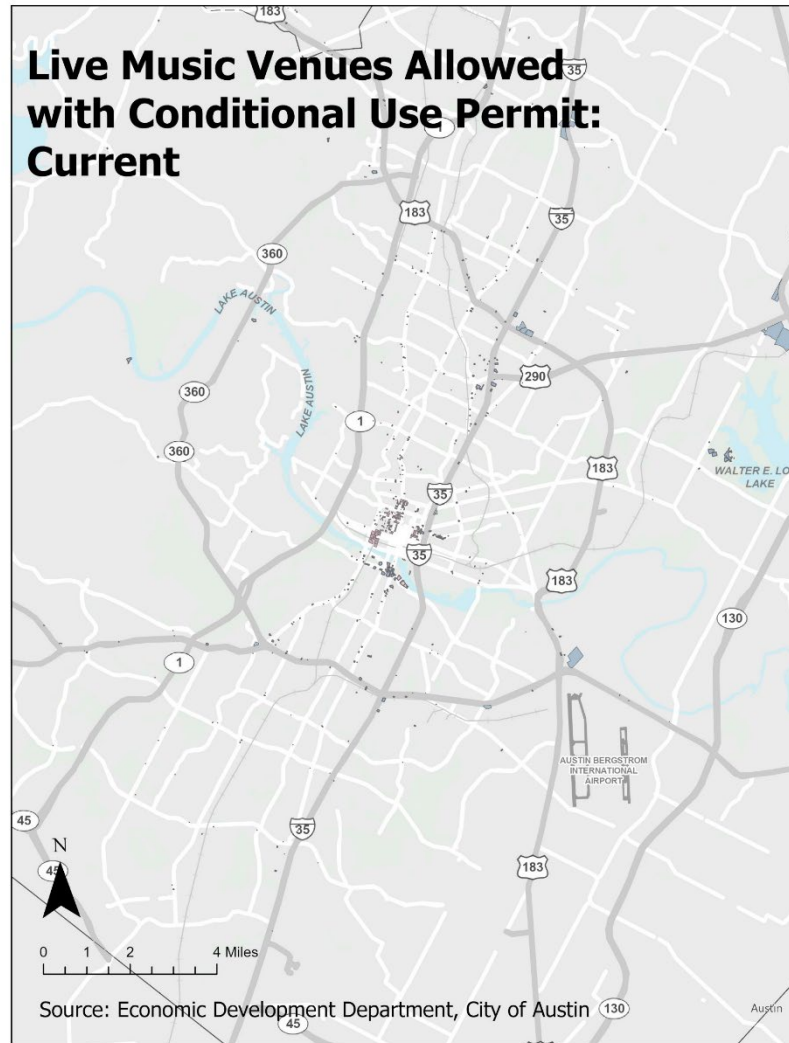 183
Live Music Venues Allowed
with Conditional Use Permit:
Current
35
1
183
35
360
LAKE AUSTIN
290
360
LAKE AUSTIN
1
360
183
WALTER E. LO
LAKE
35
35
183
130
1
AUSTIN BERGSTROM
INTERNATIONAL
AIRPORT
45
35
N
45
183
0 1 2 4 Miles
Source: Economic Development Department, City of Austin
130
Austin
45